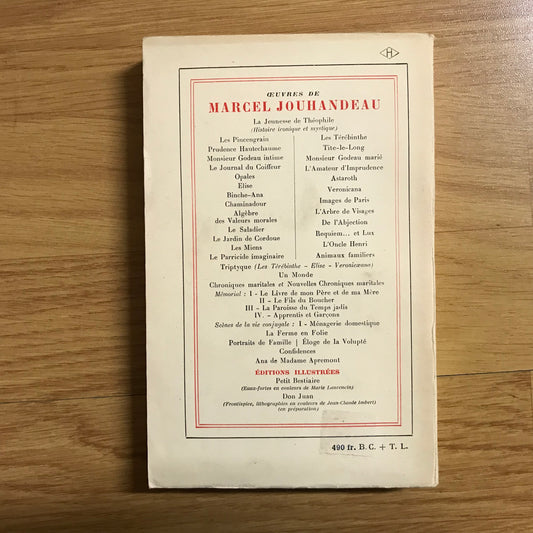 H
ŒUVRES DE
MARCEL JOUHANDEAU
La Jeunesse de Théophile
(Histoire ironique et mystique)
Les Pincengrain
Prudence Hautechaume
Monsieur Godeau intime
Le Journal du Coiffeur
Opales
Elise
Binche-Ana
Chaminadour
Algèbre
des Valeurs morales
Le Saladier
Le Jardin de Cordoue
Les Miens
Le Parricide imaginaire
Les Térébinthe
Tite-le-Long
Monsieur Godeau marié
L'Amateur d'Imprudence
Astaroth
Veronicana
Images de Paris
L'Arbre de Visages
De l'Abjection
Requiem... et Lux
L'Oncle Henri
Animaux familiers
Triptyque (Les Térébinthe - Elise - Veronicæana)
Un Monde
Chroniques maritales et Nouvelles Chroniques maritales
Mémorial : I - Le Livre de mon Père et de ma Mère
II - Le Fils du Boucher
III - La Paroisse du Temps jadis
IV. - Apprentis et Garçons
Scènes de la vie conjugale : I - Ménagerie domestique
La Ferme en Folie
Portraits de Famille | Éloge de la Volupté
Confidences
Ana de Madame Apremont
ÉDITIONS ILLUSTRÉES
Petit Bestiaire
(Eaux-fortes en couleurs de Marie Laurencin)
Don Juan
(Frontispice, lithographies en couleurs de Jean-Claude Imbert)
(en préparation)
490 fr. B. C. + T. L.